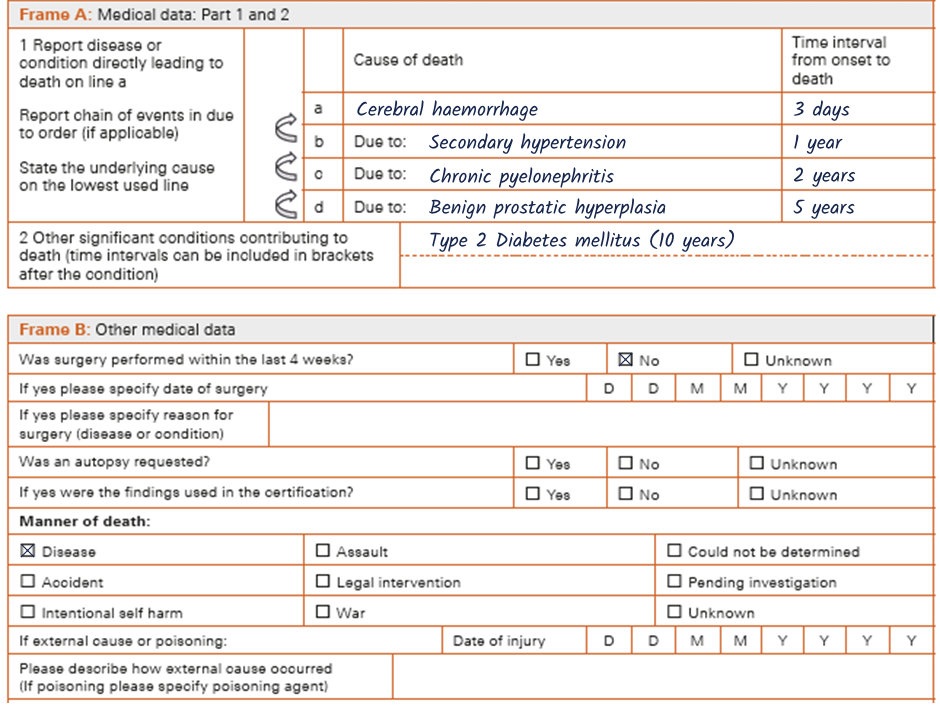 Frame A: Medical data: Part 1 and 2
1 Report disease or
condition directly leading to
death on line a
Report chain of events in due
to order (if applicable)
State the underlying cause
on the lowest used line
Cause of death
Time interval
from onset to
death
a Cerebral haemorrhage 3 days
b Due to: Secondary hypertension 1 year
c Due to: Chronic pyelonephritis 2 years
d Due to: Benign prostatic hyperplasia 5 years
2 Other significant conditions contributing to
death (time intervals can be included in brackets
after the condition)
Type 2 Diabetes mellitus (10 years)
Frame B: Other medical data
Was surgery performed within the last 4 weeks? Yes No Unknown
If yes please specify date of surgery D D M M Y Y Y Y
If yes please specify reason for
surgery (disease or condition)
Was an autopsy requested? Yes No Unknown
If yes were the findings used in the certification? Yes No Unknown
Manner of death:
Disease Assault Could not be determined
Accident Legal intervention Pending investigation
Intentional self harm War Unknown
If external cause or poisoning: Date of injury D D M M Y Y Y Y
Please describe how external cause occurred
(If poisoning please specify poisoning agent)